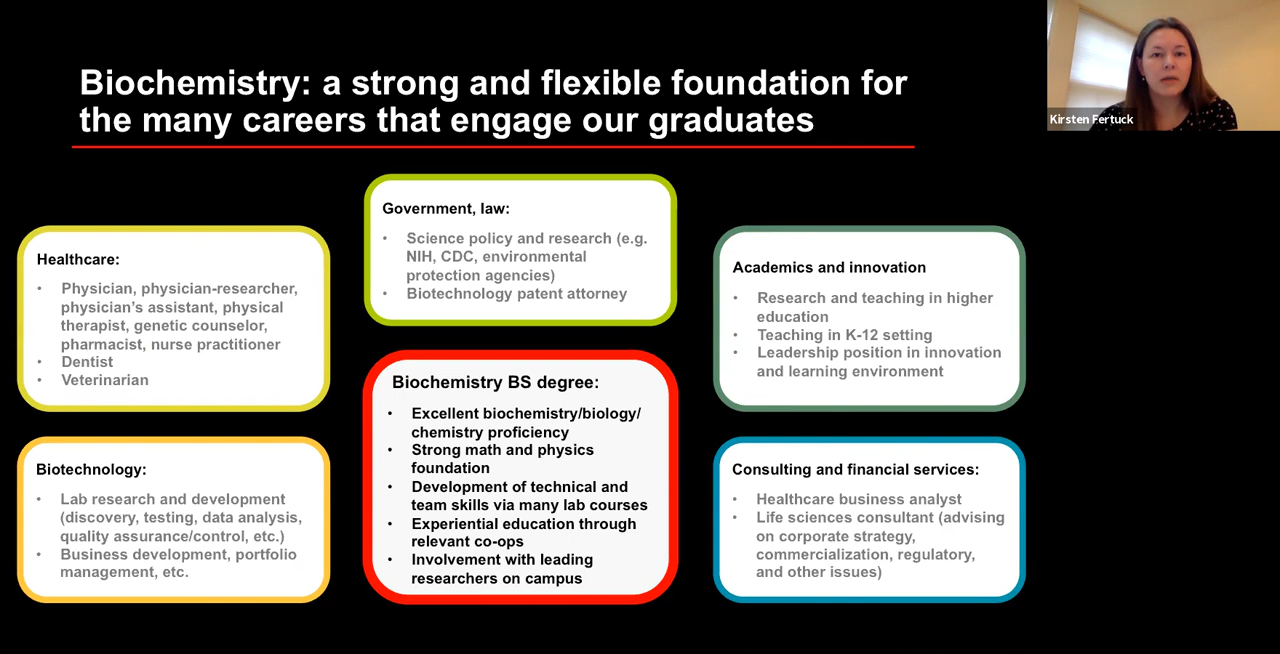 Biochemistry: a strong and flexible foundation for
the many careers that engage our graduates
Kirsten Fertuck
Healthcare:
• Physician, physician-researcher,
physician's assistant, physical
therapist, genetic counselor,
pharmacist, nurse practitioner
• Dentist
• Veterinarian
Government, law:
• Science policy and research (e.g.
NIH, CDC, environmental
protection agencies)
• Biotechnology patent attorney
Academics and innovation
• Research and teaching in higher
education
• Teaching in K-12 setting
• Leadership position in innovation
and learning environment
Biotechnology:
• Lab research and development
(discovery, testing, data analysis,
quality assurance/control, etc.)
• Business development, portfolio
management, etc.
Biochemistry BS degree:
• Excellent biochemistry/biology/
chemistry proficiency
• Strong math and physics
foundation
• Development of technical and
team skills via many lab courses
• Experiential education through
relevant co-ops
• Involvement with leading
researchers on campus
Consulting and financial services:
• Healthcare business analyst
• Life sciences consultant (advising
on corporate strategy,
commercialization, regulatory,
and other issues)